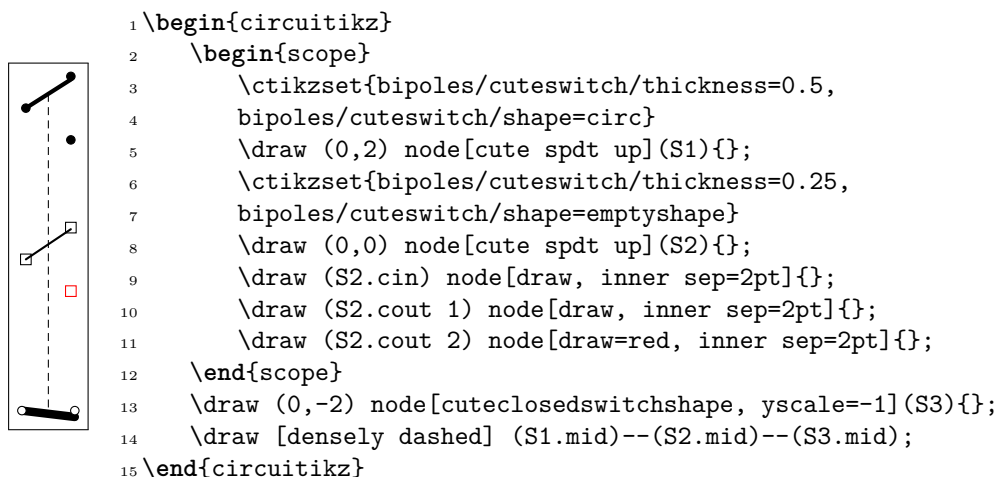 1 \begin{circuitikz}
2     \begin{scope}
3         \ctikzset{bipoles/cuteswitch/thickness=0.5,
4         bipoles/cuteswitch/shape=circ}
5         \draw (0,2) node[cute spdt up](S1){};
6         \ctikzset{bipoles/cuteswitch/thickness=0.25,
7         bipoles/cuteswitch/shape=emptyshape}
8         \draw (0,0) node[cute spdt up](S2){};
9         \draw (S2.cin) node[draw, inner sep=2pt]{};
10         \draw (S2.cout 1) node[draw, inner sep=2pt]{};
11         \draw (S2.cout 2) node[draw=red, inner sep=2pt]{};
12     \end{scope}
13     \draw (0,-2) node[cuteclosedswitchshape, yscale=-1](S3){};
14     \draw [densely dashed] (S1.mid)--(S2.mid)--(S3.mid);
15 \end{circuitikz}